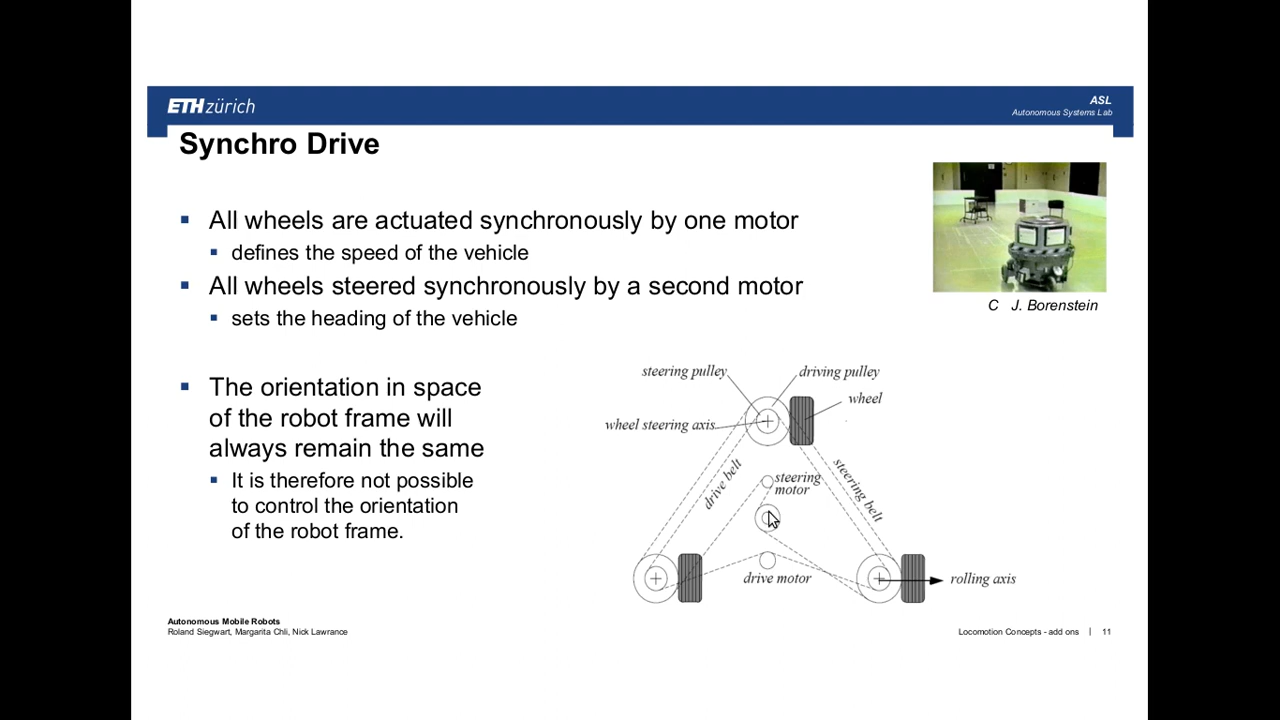 ETH zürich
ASL
Autonomous Systems Lab
Synchro Drive
All wheels are actuated synchronously by one motor
defines the speed of the vehicle
All wheels steered synchronously by a second motor
sets the heading of the vehicle
C J. Borenstein
The orientation in space
of the robot frame will
always remain the same
It is therefore not possible
to control the orientation
of the robot frame.
steering pulley
driving pulley
wheel
wheel steering axis
drive belt
steering
motor
steering belt
drive motor
rolling axis
Autonomous Mobile Robots
Roland Siegwart, Margarita Chli, Nick Lawrance
Locomotion Concepts - add ons | 11